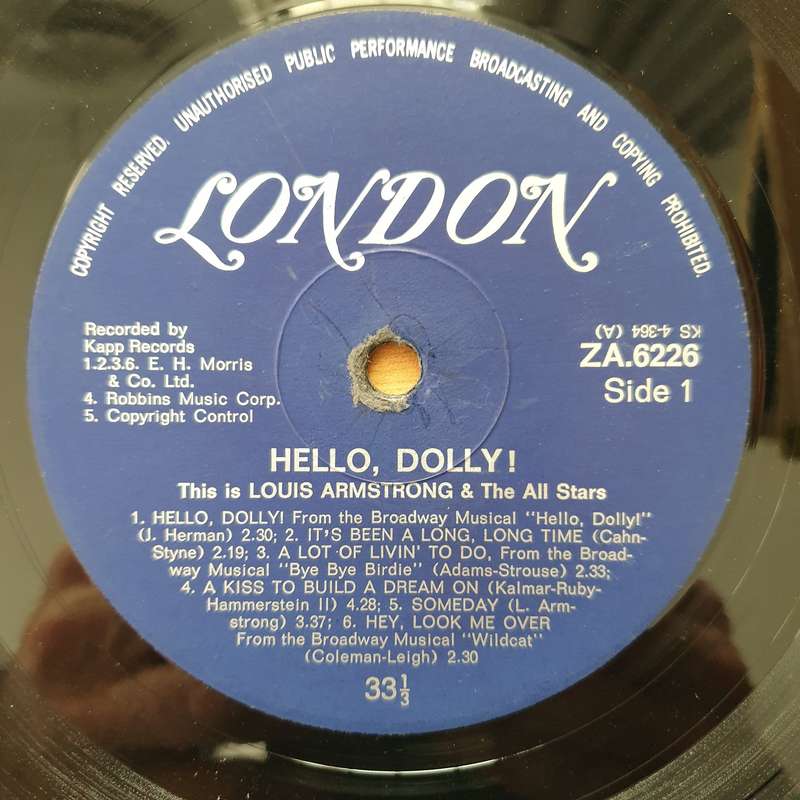 COPYRIGHT RESERVED. UNAUTHORISED PUBLIC PERFORMANCE BROADCASTING AND COPYING PROHIBITED.
LONDON
Recorded by
Kapp Records
1.2.3.6. E. H. Morris
& Co. Ltd.
4. Robbins Music Corp.
5. Copyright Control
KS 4-364 (A)
ZA.6226
Side 1
HELLO, DOLLY!
This is LOUIS ARMSTRONG & The All Stars
1. HELLO, DOLLY! From the Broadway Musical "Hello, Dolly!"
(J. Herman) 2.30; 2. IT'S BEEN A LONG, LONG TIME (Cahn-
Styne) 2.19; 3. A LOT OF LIVIN' TO DO, From the Broad-
way Musical "Bye Bye Birdie" (Adams-Strouse) 2.33;
4. A KISS TO BUILD A DREAM ON (Kalmar-Ruby-
Hammerstein II) 4.28; 5. SOMEDAY (L. Arm-
strong) 3.37; 6. HEY, LOOK ME OVER
From the Broadway Musical "Wildcat"
(Coleman-Leigh) 2.30
33⅓